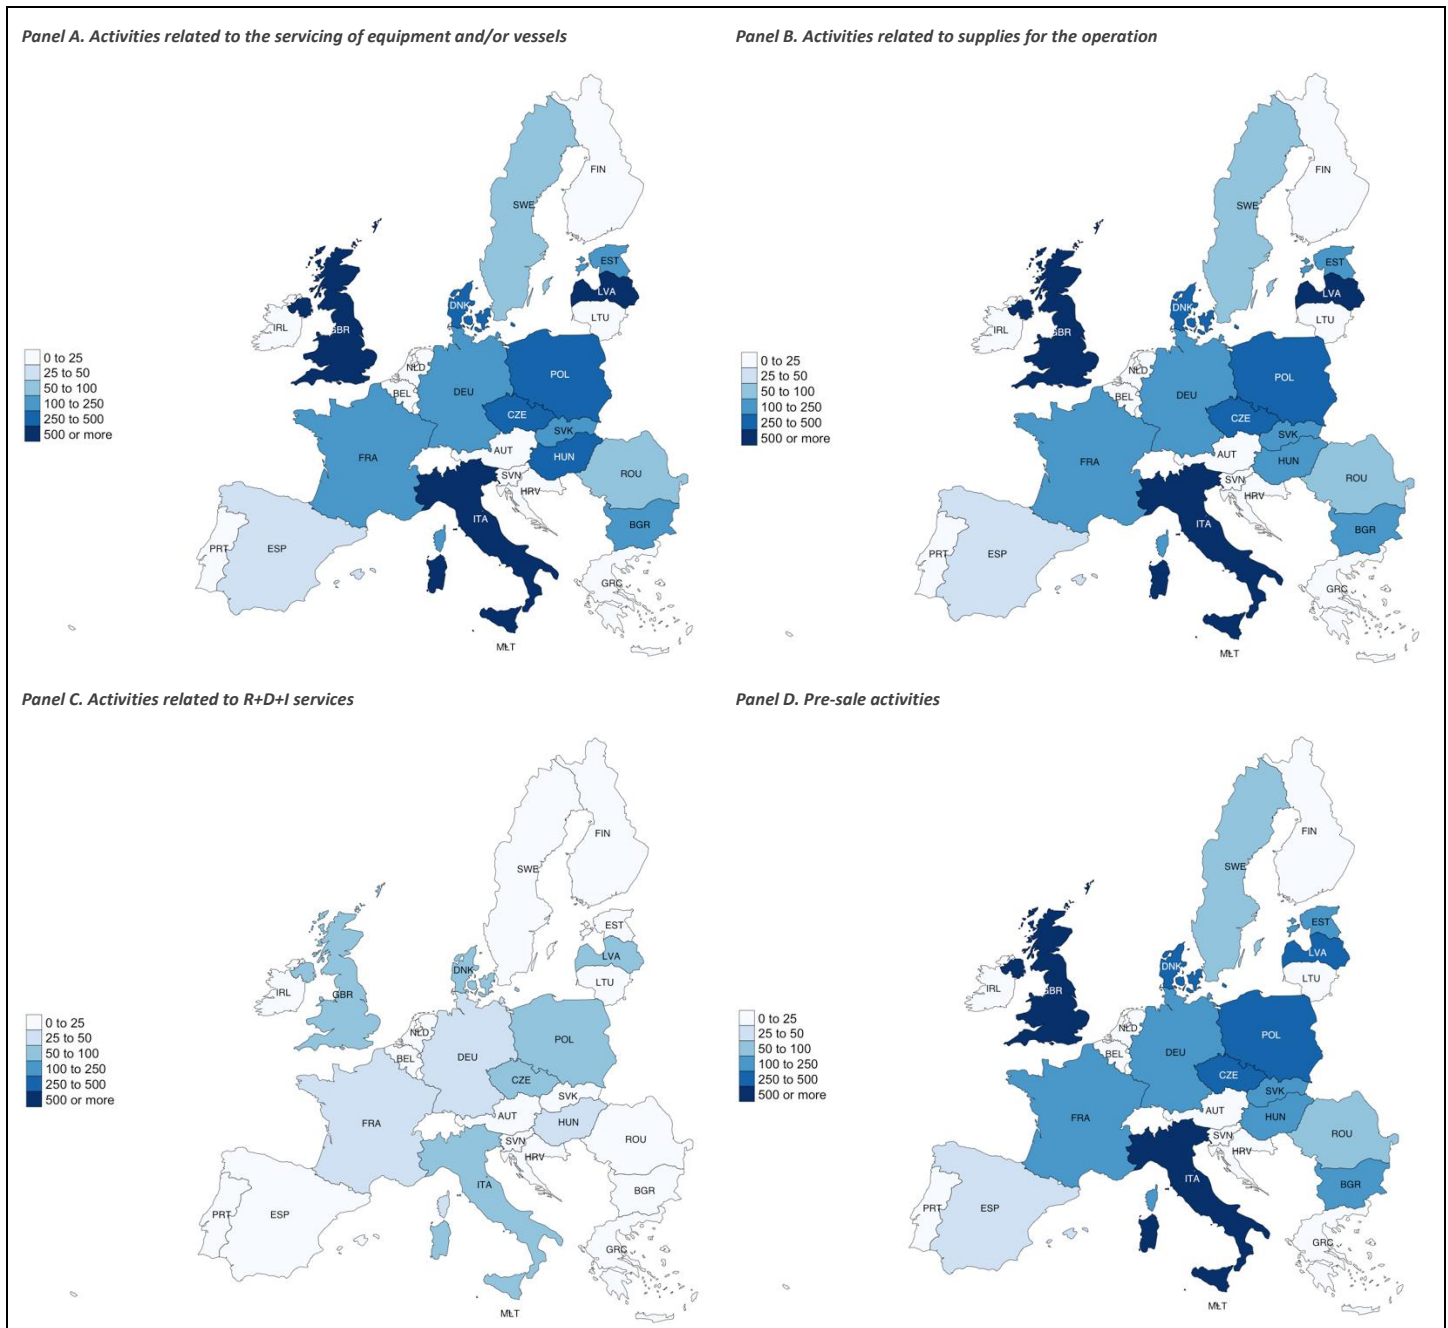 Panel A. Activities related to the servicing of equipment and/or vessels
FIN
SWE
EST
LVA
LTU
DNK
IRL
GBR
NLD
BEL
DEU
POL
CZE
SVK
AUT
HUN
FRA
SVN
HRV
ROU
ITA
BGR
PRT
ESP
GRC
MLT
0 to 25
25 to 50
50 to 100
100 to 250
250 to 500
500 or more
Panel B. Activities related to supplies for the operation
FIN
SWE
EST
LVA
LTU
DNK
IRL
GBR
NLD
BEL
DEU
POL
CZE
SVK
AUT
HUN
FRA
SVN
HRV
ROU
ITA
BGR
PRT
ESP
GRC
MLT
0 to 25
25 to 50
50 to 100
100 to 250
250 to 500
500 or more
Panel C. Activities related to R+D+I services
FIN
SWE
EST
LVA
LTU
DNK
IRL
GBR
NLD
BEL
DEU
POL
CZE
SVK
AUT
HUN
FRA
SVN
HRV
ROU
ITA
BGR
PRT
ESP
GRC
MLT
0 to 25
25 to 50
50 to 100
100 to 250
250 to 500
500 or more
Panel D. Pre-sale activities
FIN
SWE
EST
LVA
LTU
DNK
IRL
GBR
NLD
BEL
DEU
POL
CZE
SVK
AUT
HUN
FRA
SVN
HRV
ROU
ITA
BGR
PRT
ESP
GRC
MLT
0 to 25
25 to 50
50 to 100
100 to 250
250 to 500
500 or more